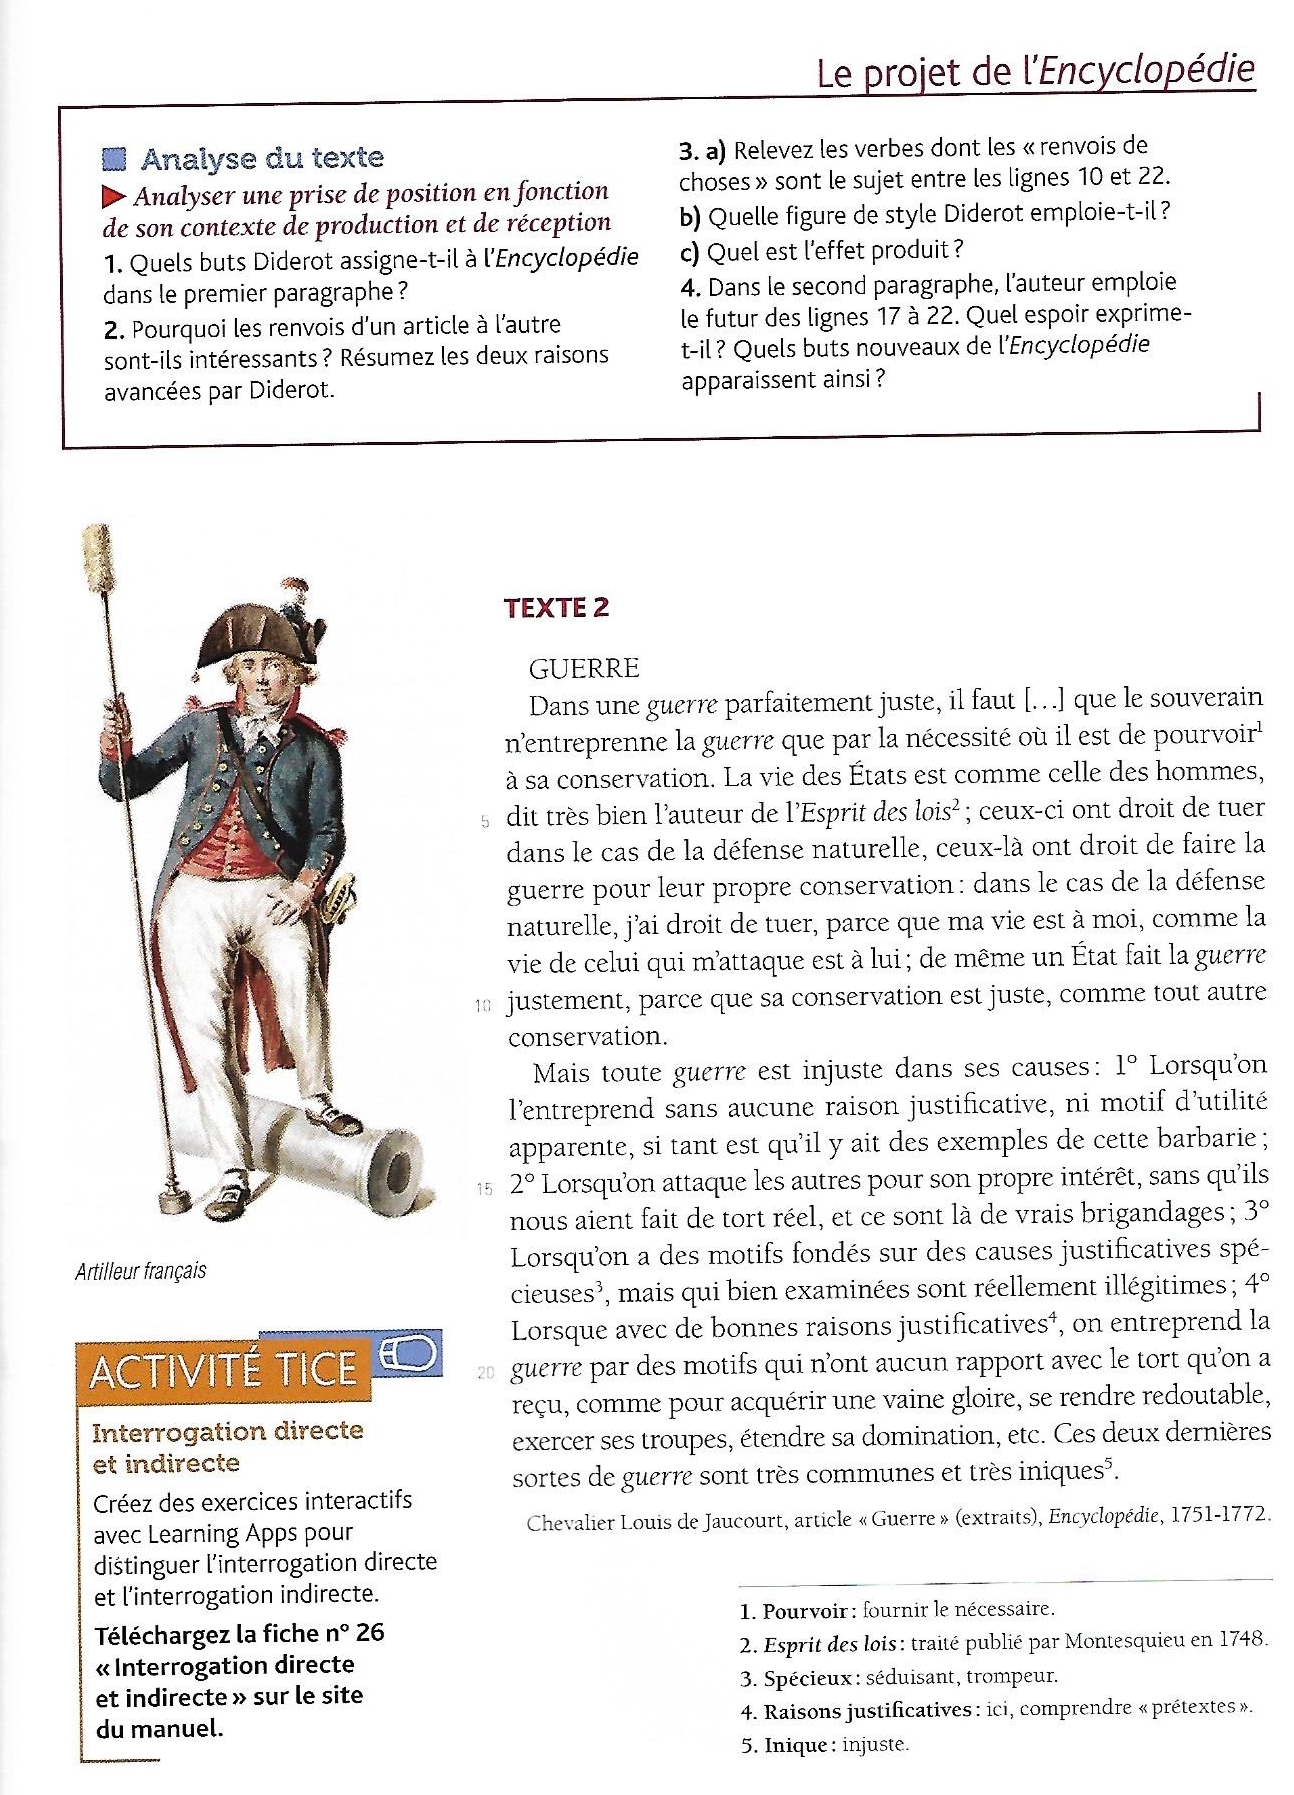 Le projet de l'Encyclopédie
Analyse du texte
Analyser une prise de position en fonction
de son contexte de production et de réception
1. Quels buts Diderot assigne-t-il à l'Encyclopédie
dans le premier paragraphe ?
2. Pourquoi les renvois d'un article à l'autre
sont-ils intéressants ? Résumez les deux raisons
avancées par Diderot.
3. a) Relevez les verbes dont les « renvois de
choses » sont le sujet entre les lignes 10 et 22.
b) Quelle figure de style Diderot emploie-t-il ?
c) Quel est l'effet produit ?
4. Dans le second paragraphe, l'auteur emploie
le futur des lignes 17 à 22. Quel espoir exprime-
t-il ? Quels buts nouveaux de l'Encyclopédie
apparaissent ainsi ?
TEXTE 2
GUERRE
Dans une guerre parfaitement juste, il faut [...] que le souverain
n'entreprenne la guerre que par la nécessité où il est de pourvoir¹
à sa conservation. La vie des États est comme celle des hommes,
5 dit très bien l'auteur de l'Esprit des lois² ; ceux-ci ont droit de tuer
dans le cas de la défense naturelle, ceux-là ont droit de faire la
guerre pour leur propre conservation : dans le cas de la défense
naturelle, j'ai droit de tuer, parce que ma vie est à moi, comme la
vie de celui qui m'attaque est à lui ; de même un État fait la guerre
10 justement, parce que sa conservation est juste, comme tout autre
conservation.
Mais toute guerre est injuste dans ses causes : 1° Lorsqu'on
l'entreprend sans aucune raison justificative, ni motif d'utilité
apparente, si tant est qu'il y ait des exemples de cette barbarie ;
15 2° Lorsqu'on attaque les autres pour son propre intérêt, sans qu'ils
nous aient fait de tort réel, et ce sont là de vrais brigandages ; 3°
Lorsqu'on a des motifs fondés sur des causes justificatives spé-
cieuses³, mais qui bien examinées sont réellement illégitimes ; 4°
Lorsque avec de bonnes raisons justificatives⁴, on entreprend la
20 guerre par des motifs qui n'ont aucun rapport avec le tort qu'on a
reçu, comme pour acquérir une vaine gloire, se rendre redoutable,
exercer ses troupes, étendre sa domination, etc. Ces deux dernières
sortes de guerre sont très communes et très iniques⁵.
Chevalier Louis de Jaucourt, article « Guerre » (extraits), Encyclopédie, 1751-1772.
1. Pourvoir : fournir le nécessaire.
2. Esprit des lois : traité publié par Montesquieu en 1748.
3. Spécieux : séduisant, trompeur.
4. Raisons justificatives : ici, comprendre « prétextes ».
5. Inique : injuste.
Artilleur français
ACTIVITÉ TICE
Interrogation directe
et indirecte
Créez des exercices interactifs
avec Learning Apps pour
distinguer l'interrogation directe
et l'interrogation indirecte.
Téléchargez la fiche n° 26
« Interrogation directe
et indirecte » sur le site
du manuel.